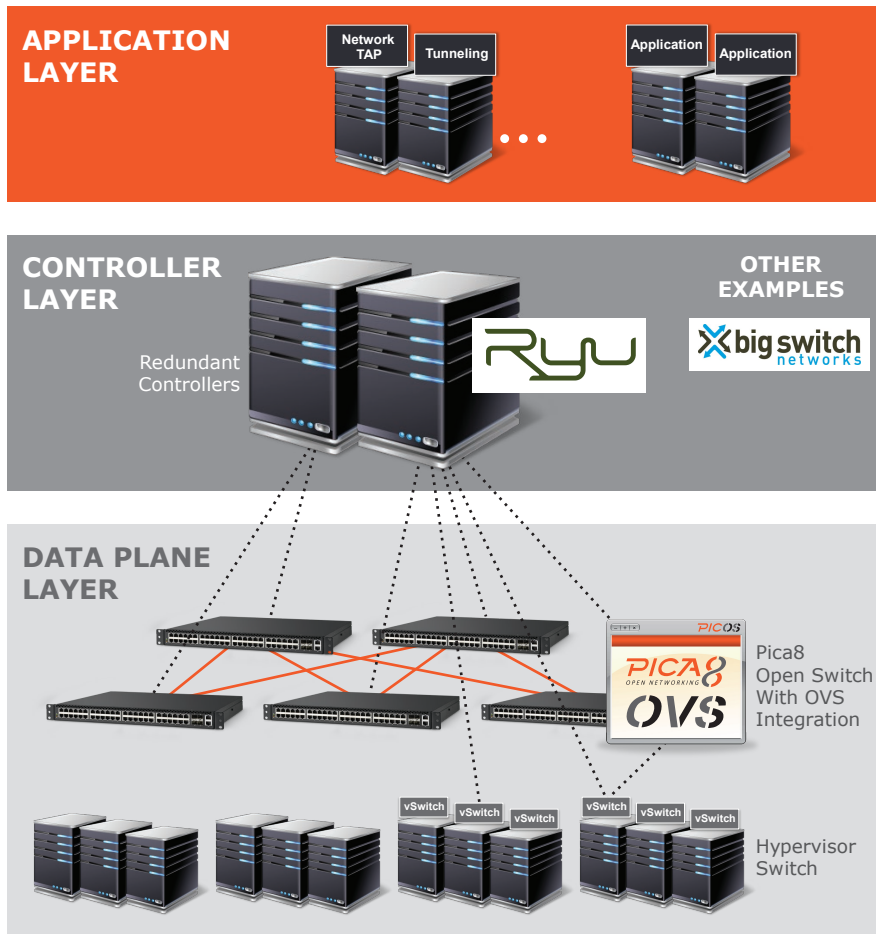 APPLICATION
LAYER
Network
TAP
Tunneling
Application
Application
CONTROLLER
LAYER
Redundant
Controllers
Ryu
OTHER
EXAMPLES
big switch
networks
DATA PLANE
LAYER
PICOS
PICA8
OPEN NETWORKING
OVS
Pica8
Open Switch
With OVS
Integration
vSwitch
vSwitch
vSwitch
vSwitch
vSwitch
vSwitch
Hypervisor
Switch